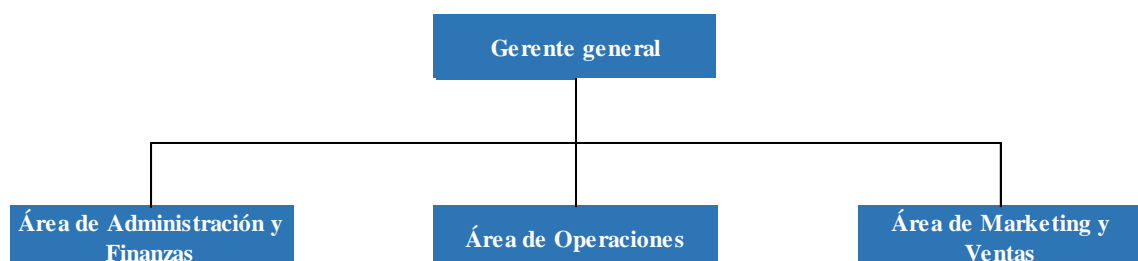 Gerente general
Área de Administración y
Finanzas
Área de Operaciones
Área de Marketing y
Ventas